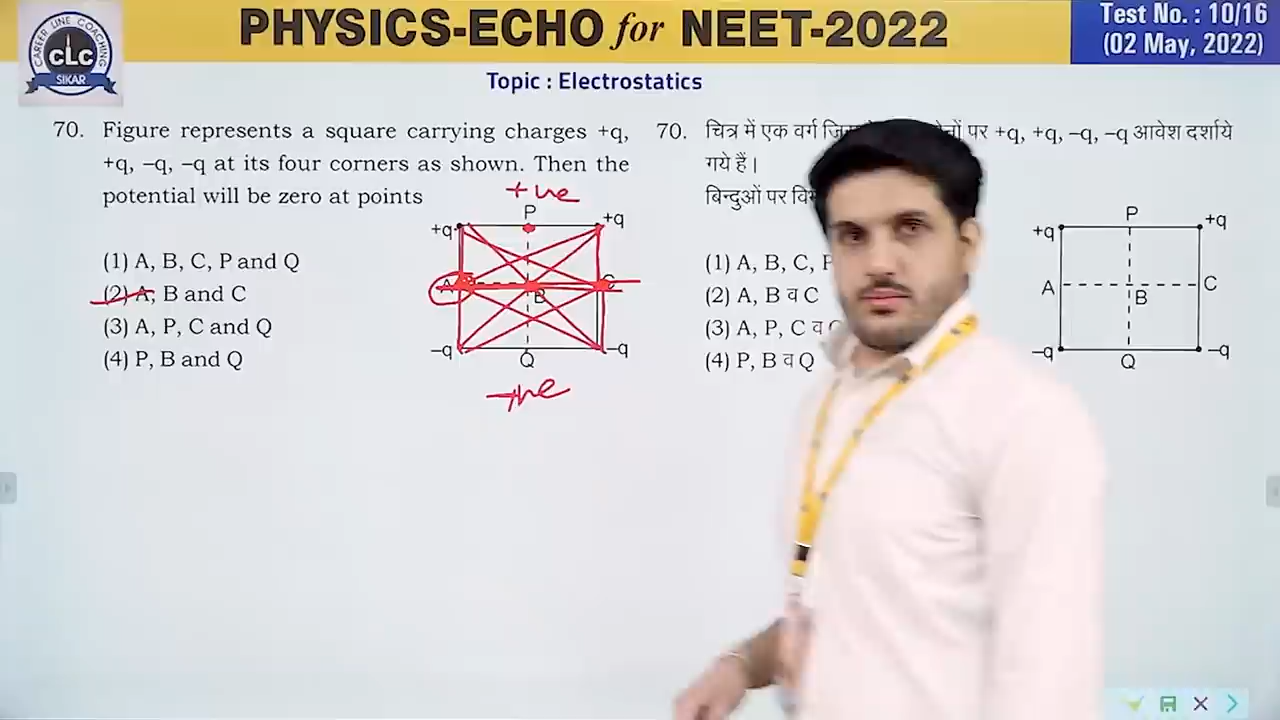 PHYSICS-ECHO for NEET-2022
Test No. : 10/16
(02 May, 2022)
CAREER LINE COACHING
CLC
SIKAR
Topic : Electrostatics
70. Figure represents a square carrying charges +q,
+q, –q, –q at its four corners as shown. Then the
potential will be zero at points
(1) A, B, C, P and Q
(2) A, B and C
(3) A, P, C and Q
(4) P, B and Q
+ve
P
+q +q
A B C
–q Q –q
70. चित्र में एक वर्ग पर +q, +q, –q, –q आवेश दर्शाये
गये हैं।
बिन्दुओं पर
(1) A, B, C, P
(2) A, B व C
(3) A, P, C व
(4) P, B व Q
P
+q +q
A B C
–q Q –q